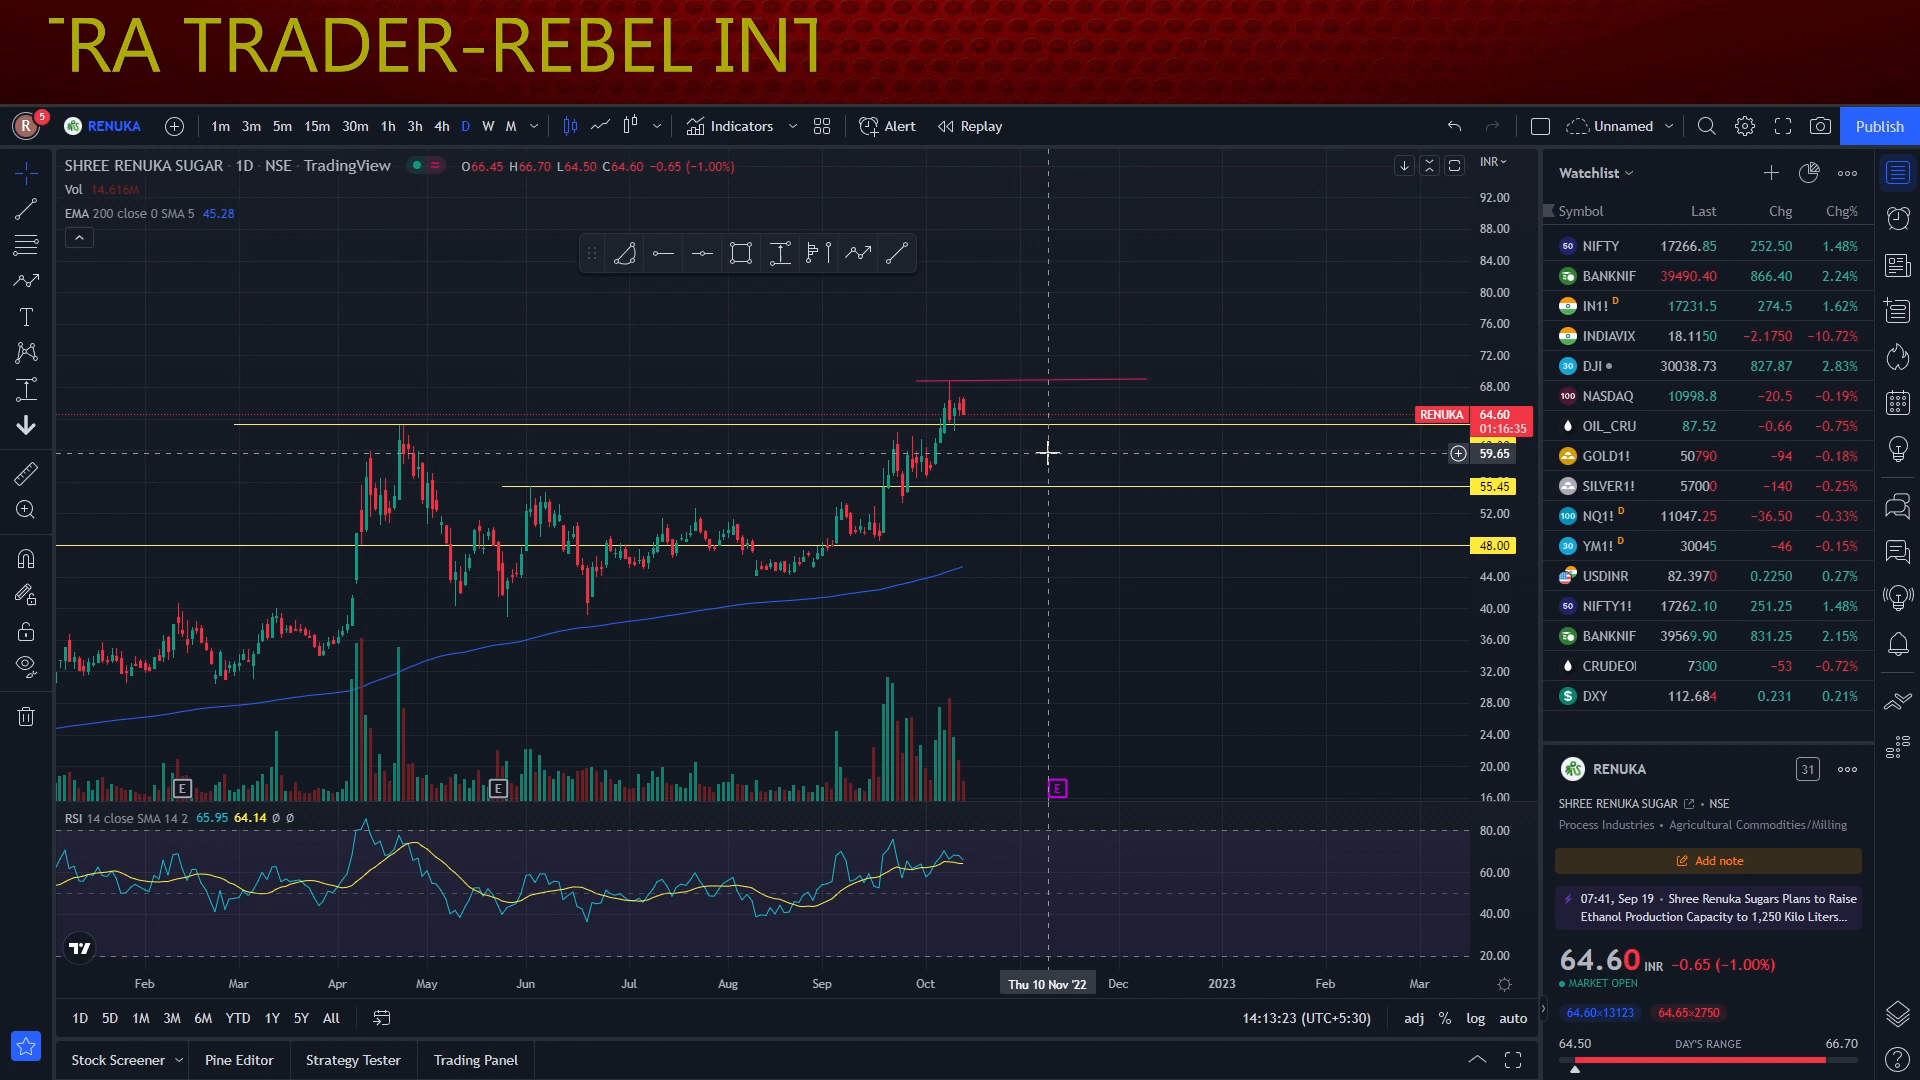 TRA TRADER-REBEL INT
R 5 RENUKA 1m 3m 5m 15m 30m 1h 3h 4h D W M Indicators Alert Replay Unnamed Publish
SHREE RENUKA SUGAR · 1D · NSE · TradingView O66.45 H66.70 L64.50 C64.60 −0.65 (−1.00%)
Vol 14.616M
EMA 200 close 0 SMA 5 45.28
INR
92.00
88.00
84.00
80.00
76.00
72.00
68.00
RENUKA 64.60
01:16:35
59.65
55.45
52.00
48.00
44.00
40.00
36.00
32.00
28.00
24.00
20.00
16.00
E E E
RSI 14 close SMA 14 2 65.95 64.14 Ø Ø
80.00
60.00
40.00
20.00
Feb Mar Apr May Jun Jul Aug Sep Oct Thu 10 Nov '22 Dec 2023 Feb Mar
1D 5D 1M 3M 6M YTD 1Y 5Y All 14:13:23 (UTC+5:30) adj % log auto
Stock Screener Pine Editor Strategy Tester Trading Panel
Watchlist
Symbol Last Chg Chg%
50 NIFTY 17266.85 252.50 1.48%
BANKNIF 39490.40 866.40 2.24%
IN1! D 17231.5 274.5 1.62%
INDIAVIX 18.1150 −2.1750 −10.72%
30 DJI 30038.73 827.87 2.83%
100 NASDAQ 10998.8 −20.5 −0.19%
OIL_CRU 87.52 −0.66 −0.75%
GOLD1! 50790 −94 −0.18%
SILVER1! 57000 −140 −0.25%
100 NQ1! D 11047.25 −36.50 −0.33%
30 YM1! D 30045 −46 −0.15%
USDINR 82.3970 0.2250 0.27%
50 NIFTY1! 17262.10 251.25 1.48%
BANKNIF 39569.90 831.25 2.15%
CRUDEOI 7300 −53 −0.72%
$ DXY 112.684 0.231 0.21%
RENUKA 31
SHREE RENUKA SUGAR • NSE
Process Industries • Agricultural Commodities/Milling
Add note
07:41, Sep 19 • Shree Renuka Sugars Plans to Raise
Ethanol Production Capacity to 1,250 Kilo Liters...
64.60 INR −0.65 (−1.00%)
MARKET OPEN
64.60×13123 64.65×2750
64.50 DAY'S RANGE 66.70